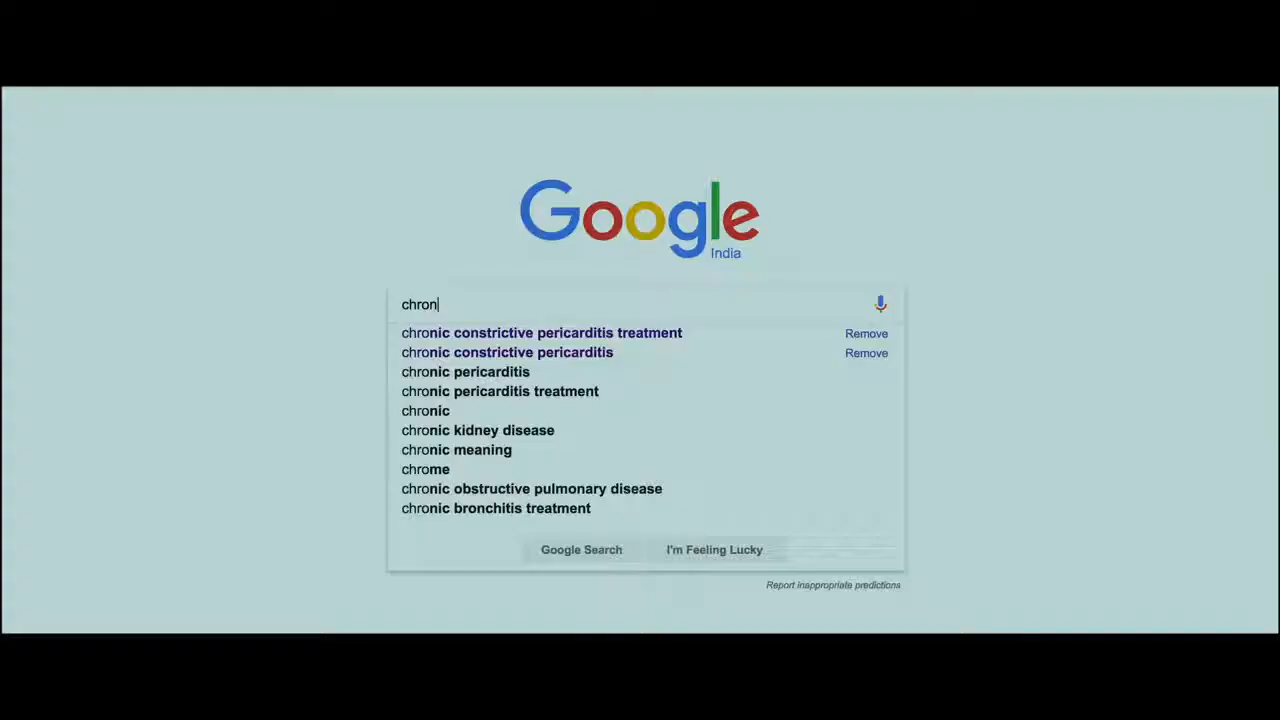 Google
India
chron
chronic constrictive pericarditis treatment Remove
chronic constrictive pericarditis Remove
chronic pericarditis
chronic pericarditis treatment
chronic
chronic kidney disease
chronic meaning
chrome
chronic obstructive pulmonary disease
chronic bronchitis treatment
Google Search I'm Feeling Lucky
Report inappropriate predictions